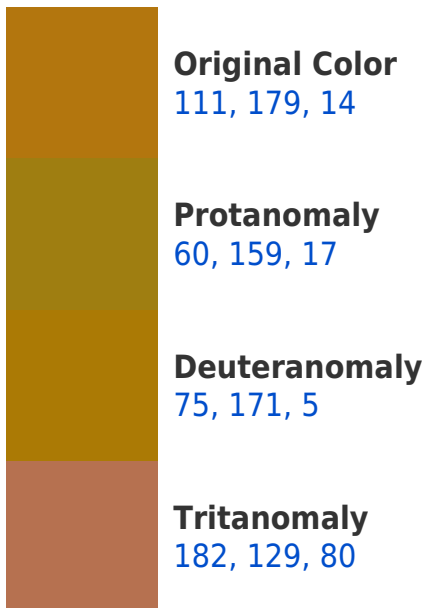 Original Color
111, 179, 14
Protanomaly
60, 159, 17
Deuteranomaly
75, 171, 5
Tritanomaly
182, 129, 80